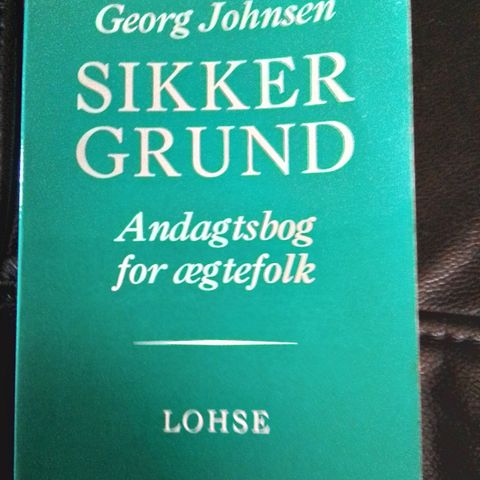 Georg Johnsen
SIKKER
GRUND
Andagtsbog
for ægtefolk
LOHSE